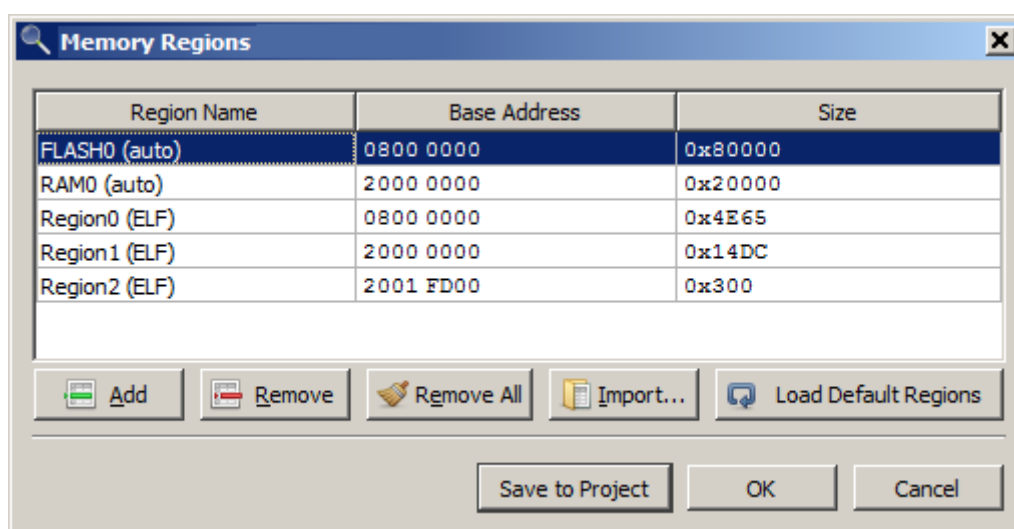 Memory Regions
Region Name Base Address Size
FLASH0 (auto) 0800 0000 0x80000
RAM0 (auto) 2000 0000 0x20000
Region0 (ELF) 0800 0000 0x4E65
Region1 (ELF) 2000 0000 0x14DC
Region2 (ELF) 2001 FD00 0x300
Add Remove Remove All Import... Load Default Regions
Save to Project OK Cancel